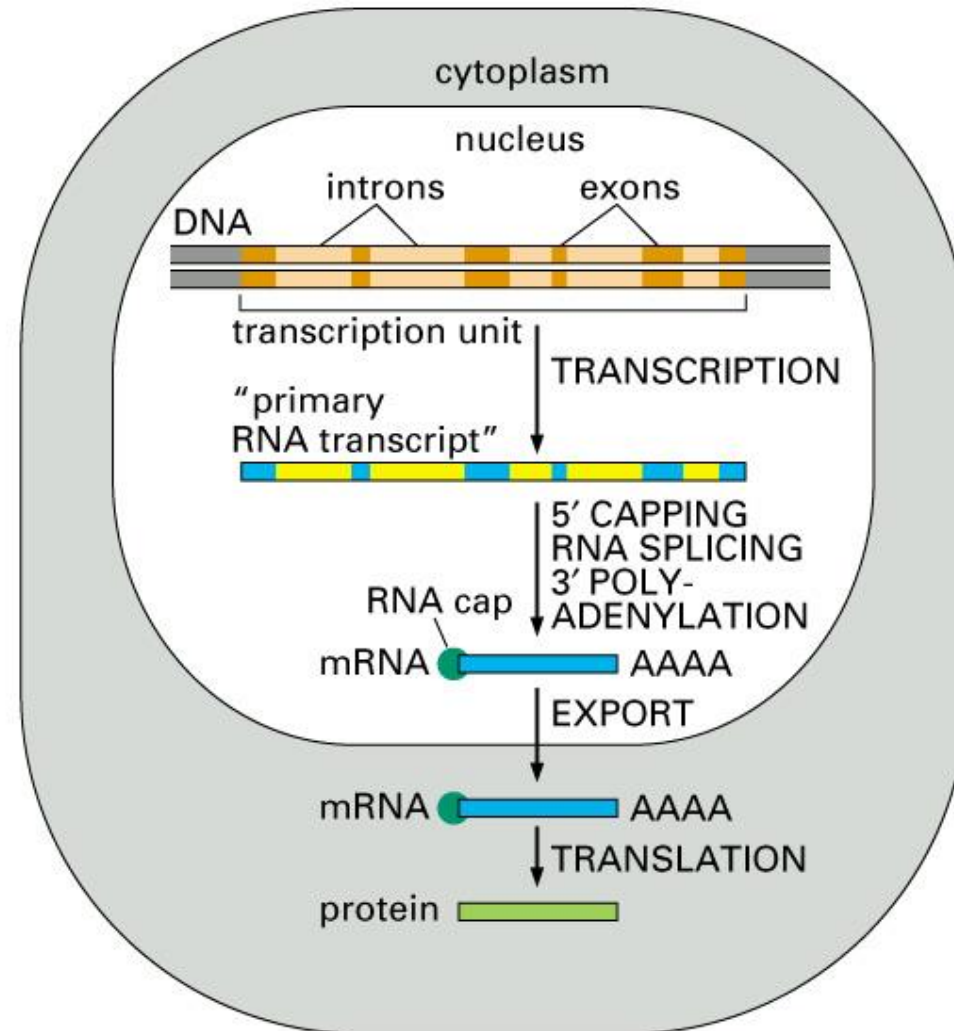 cytoplasm
nucleus
introns
exons
DNA
transcription unit
TRANSCRIPTION
“primary
RNA transcript”
5′ CAPPING
RNA SPLICING
3′ POLY-
ADENYLATION
RNA cap
mRNA
AAAA
EXPORT
mRNA
AAAA
TRANSLATION
protein